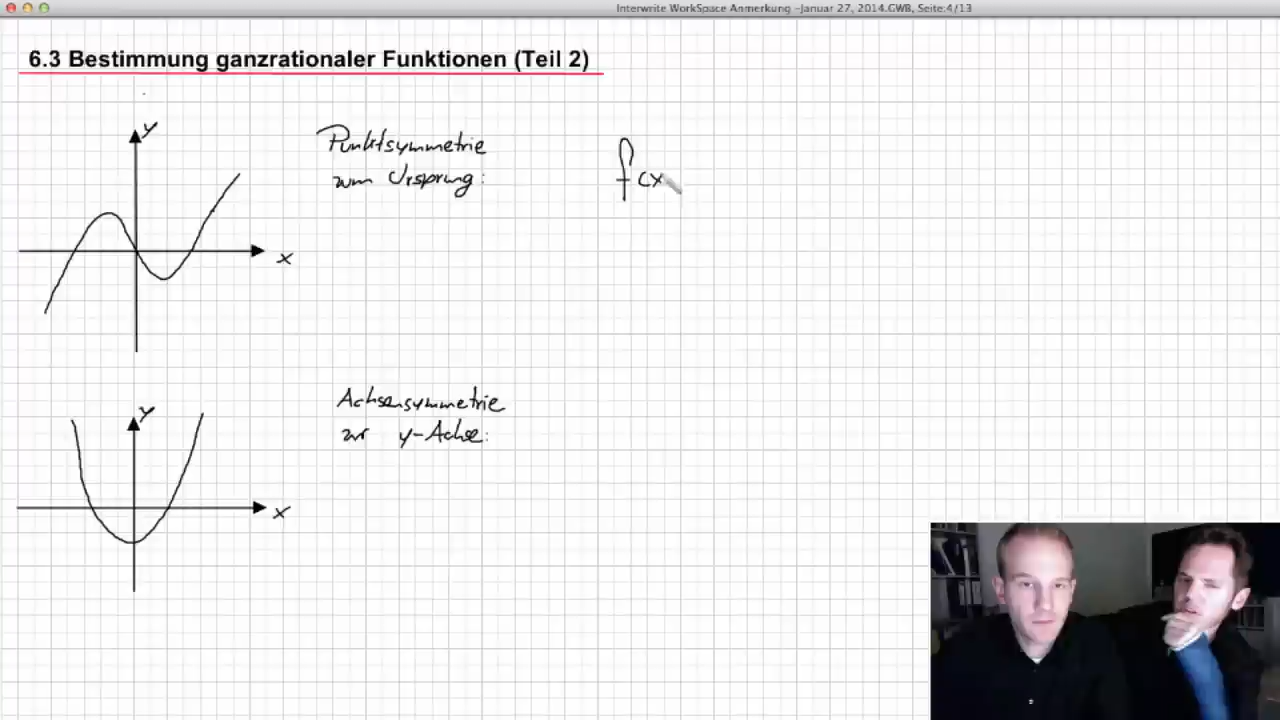 Interwrite WorkSpace Anmerkung -Januar 27, 2014.GWB, Seite:4/13
6.3 Bestimmung ganzrationaler Funktionen (Teil 2)
y
Punktsymmetrie
zum Ursprung:
f(x
x
Achsensymmetrie
zur y-Achse:
y
x